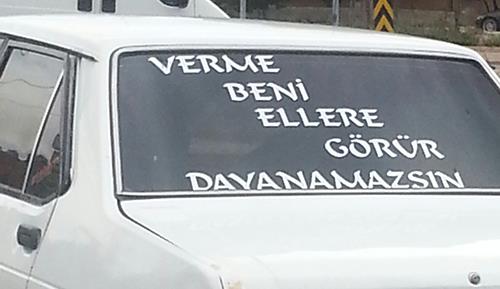 VERME
BENİ
ELLERE
GÖRÜR
DAYANAMAZSIN